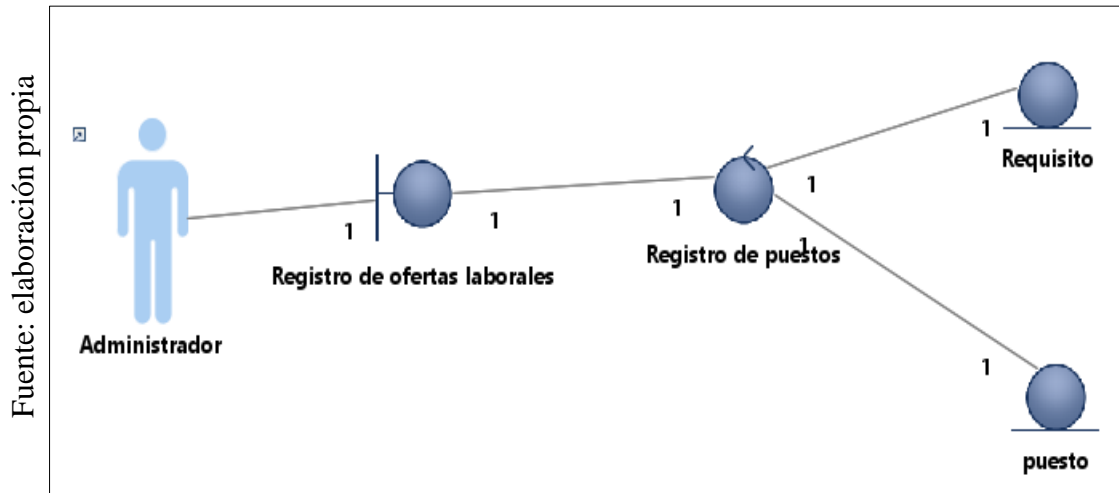 Fuente: elaboración propia
Administrador
1
Registro de ofertas laborales
1
1
Registro de puestos
1
1
1
Requisito
1
puesto